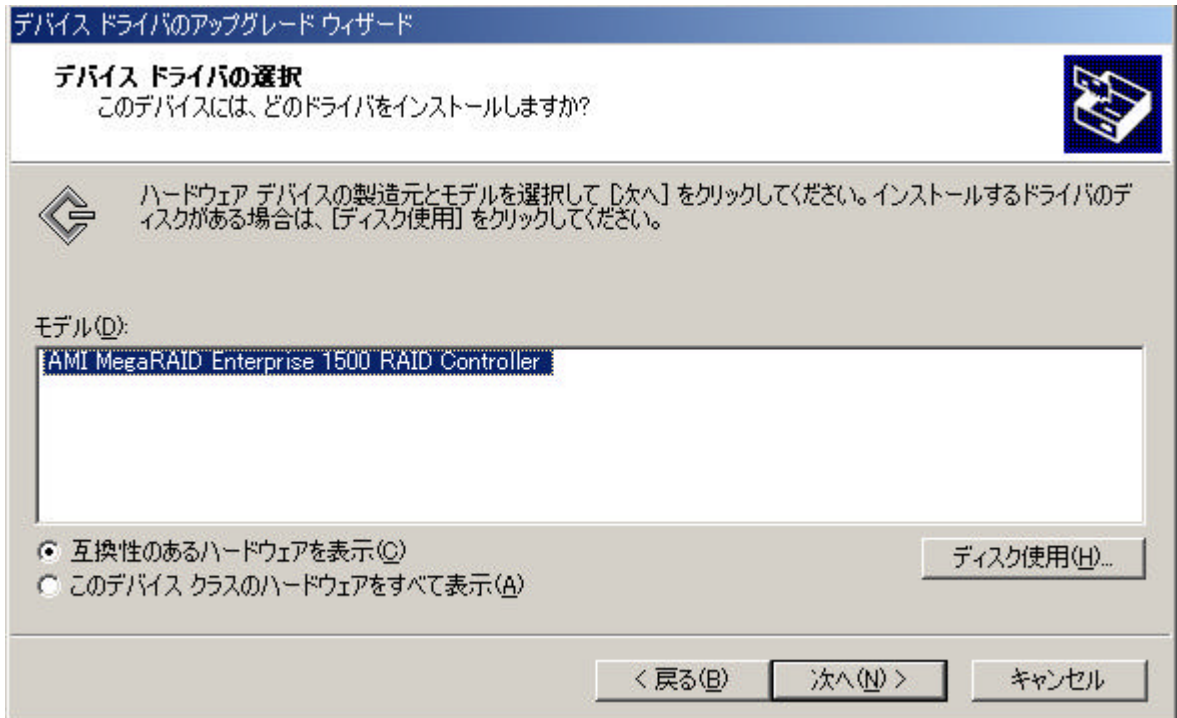 デバイス ドライバのアップグレード ウィザード
デバイス ドライバの選択
このデバイスには、どのドライバをインストールしますか?
ハードウェア デバイスの製造元とモデルを選択して [次へ] をクリックしてください。インストールするドライバのデ
ィスクがある場合は、[ディスク使用] をクリックしてください。
モデル(D):
AMI MegaRAID Enterprise 1500 RAID Controller
互換性のあるハードウェアを表示(C)
ディスク使用(H)...
このデバイス クラスのハードウェアをすべて表示(A)
< 戻る(B)
次へ(N) >
キャンセル